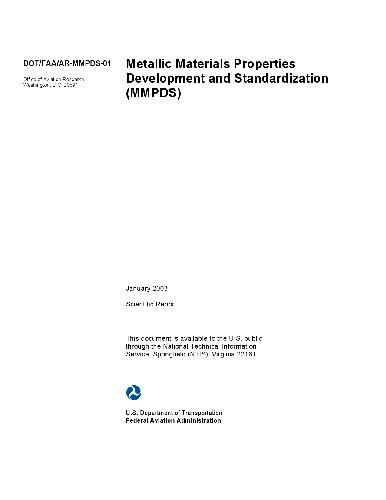 DOT/FAA/AR-MMPDS-01
Office of Aviation Research
Washington, D.C. 20591
Metallic Materials Properties
Development and Standardization
(MMPDS)
January 2003
Scientific Report
This document is available to the U.S. public
through the National Technical Information
Service, Springfield (NTIS), Virginia 22161
U.S. Department of Transportation
Federal Aviation Administration